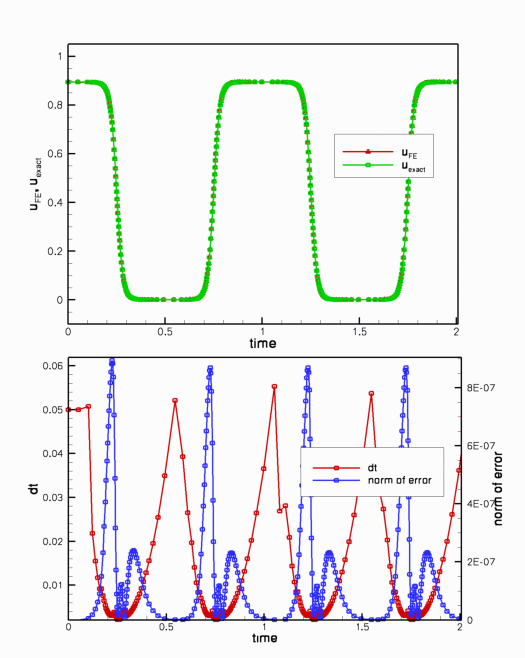 1
0.8
0.6
0.4
0.2
0
u_FE, u_exact
u_FE
u_exact
0 0.5 1 1.5 2
time
0.06
0.05
0.04
0.03
0.02
0.01
dt
8E-07
6E-07
4E-07
2E-07
0
norm of error
dt
norm of error
0 0.5 1 1.5 2
time